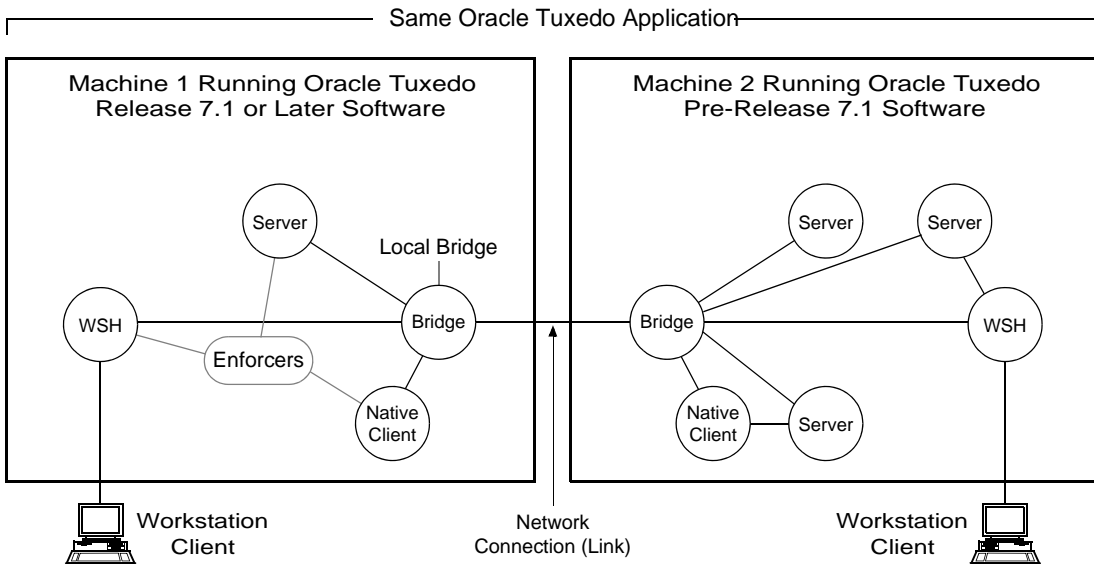 Same Oracle Tuxedo Application
Machine 1 Running Oracle Tuxedo
Release 7.1 or Later Software
Machine 2 Running Oracle Tuxedo
Pre-Release 7.1 Software
Server
Local Bridge
WSH
Bridge
Enforcers
Native
Client
Server
Server
Bridge
WSH
Native
Client
Server
Workstation
Client
Network
Connection (Link)
Workstation
Client